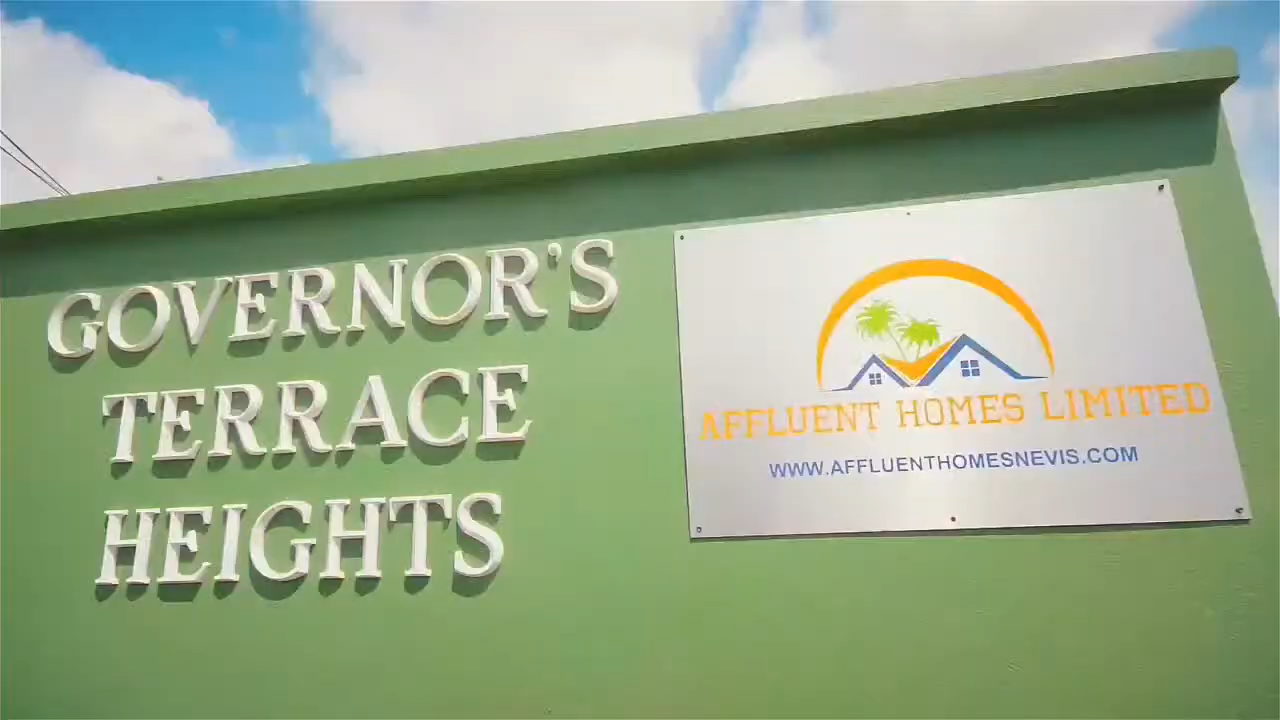 GOVERNOR'S
TERRACE
HEIGHTS
AFFLUENT HOMES LIMITED
WWW.AFFLUENTHOMESNEVIS.COM